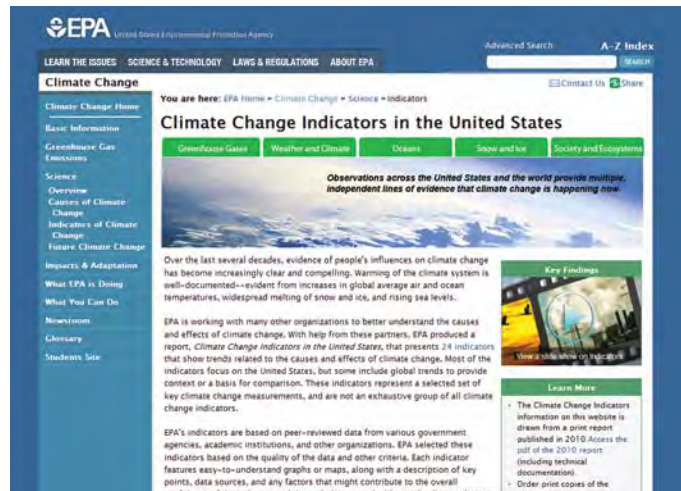 EPA United States Environmental Protection Agency
Advanced Search A-Z Index
LEARN THE ISSUES SCIENCE & TECHNOLOGY LAWS & REGULATIONS ABOUT EPA SEARCH
Climate Change
Contact Us Share
Climate Change Home
Basic Information
Greenhouse Gas
Emissions
Science
Overview
Causes of Climate
Change
Indicators of Climate
Change
Future Climate Change
Impacts & Adaptation
What EPA is Doing
What You Can Do
Newsroom
Glossary
Students Site
You are here: EPA Home » Climate Change » Science » Indicators
Climate Change Indicators in the United States
Greenhouse Gases Weather and Climate Oceans Snow and Ice Society and Ecosystems
Observations across the United States and the world provide multiple,
independent lines of evidence that climate change is happening now.
Over the last several decades, evidence of people's influences on climate change
has become increasingly clear and compelling. Warming of the climate system is
well-documented--evident from increases in global average air and ocean
temperatures, widespread melting of snow and ice, and rising sea levels.
EPA is working with many other organizations to better understand the causes
and effects of climate change. With help from these partners, EPA produced a
report, Climate Change Indicators in the United States, that presents 24 indicators
that show trends related to the causes and effects of climate change. Most of the
indicators focus on the United States, but some include global trends to provide
context or a basis for comparison. These indicators represent a selected set of
key climate change measurements, and are not an exhaustive group of all climate
change indicators.
EPA's indicators are based on peer-reviewed data from various government
agencies, academic institutions, and other organizations. EPA selected these
indicators based on the quality of the data and other criteria. Each indicator
features easy-to-understand graphs or maps, along with a description of key
points, data sources, and any factors that might contribute to the overall
Key Findings
View a slide show on Indicators
Learn More
• The Climate Change Indicators
information on this website is
drawn from a print report
published in 2010 Access the
pdf of the 2010 report
(including technical
documentation).
• Order print copies of the